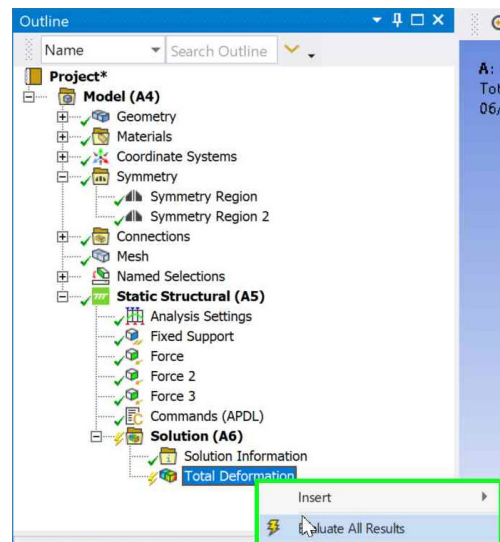 Outline
Name
Search Outline
Project*
Model (A4)
Geometry
Materials
Coordinate Systems
Symmetry
Symmetry Region
Symmetry Region 2
Connections
Mesh
Named Selections
Static Structural (A5)
Analysis Settings
Fixed Support
Force
Force 2
Force 3
Commands (APDL)
Solution (A6)
Solution Information
Total Deformation
Insert
Evaluate All Results
A:
Tot
06/